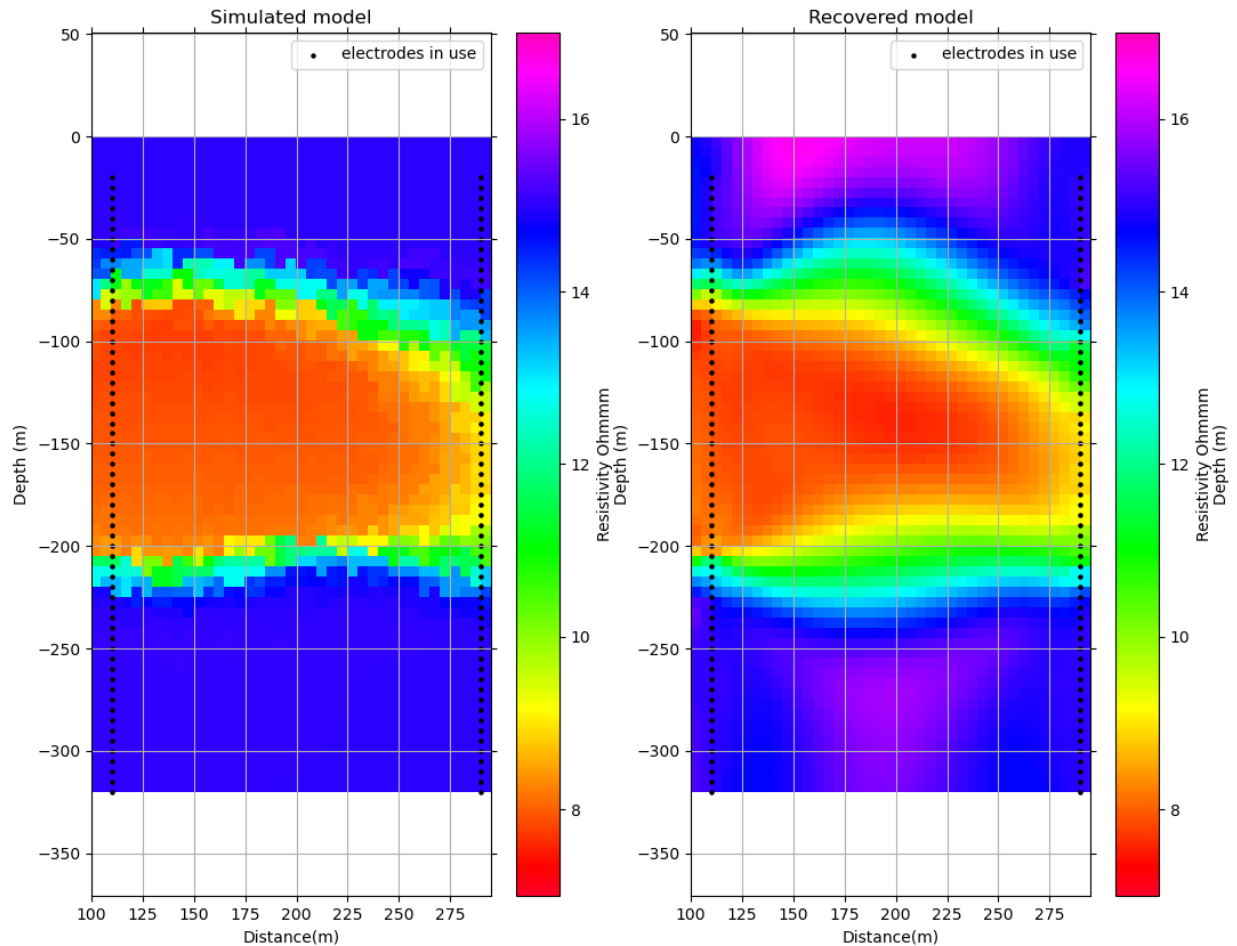 Simulated model
electrodes in use
50
0
−50
−100
−150
−200
−250
−300
−350
Depth (m)
100 125 150 175 200 225 250 275
Distance(m)
16
14
12
10
8
Resistivity Ohmmm
Recovered model
electrodes in use
50
0
−50
−100
−150
−200
−250
−300
−350
Depth (m)
100 125 150 175 200 225 250 275
Distance(m)
16
14
12
10
8
Resistivity Ohmmm
Depth (m)